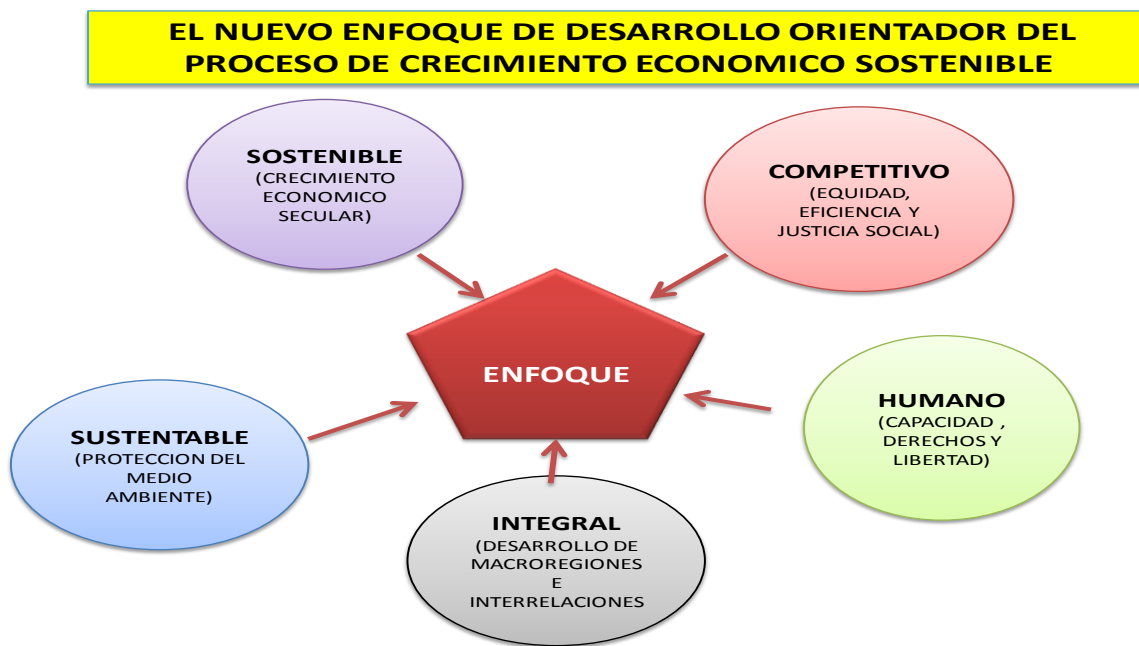 EL NUEVO ENFOQUE DE DESARROLLO ORIENTADOR DEL
PROCESO DE CRECIMIENTO ECONOMICO SOSTENIBLE
SOSTENIBLE
(CRECIMIENTO
ECONOMICO
SECULAR)
COMPETITIVO
(EQUIDAD,
EFICIENCIA Y
JUSTICIA SOCIAL)
ENFOQUE
SUSTENTABLE
(PROTECCION DEL
MEDIO
AMBIENTE)
HUMANO
(CAPACIDAD ,
DERECHOS Y
LIBERTAD)
INTEGRAL
(DESARROLLO DE
MACROREGIONES
E
INTERRELACIONES